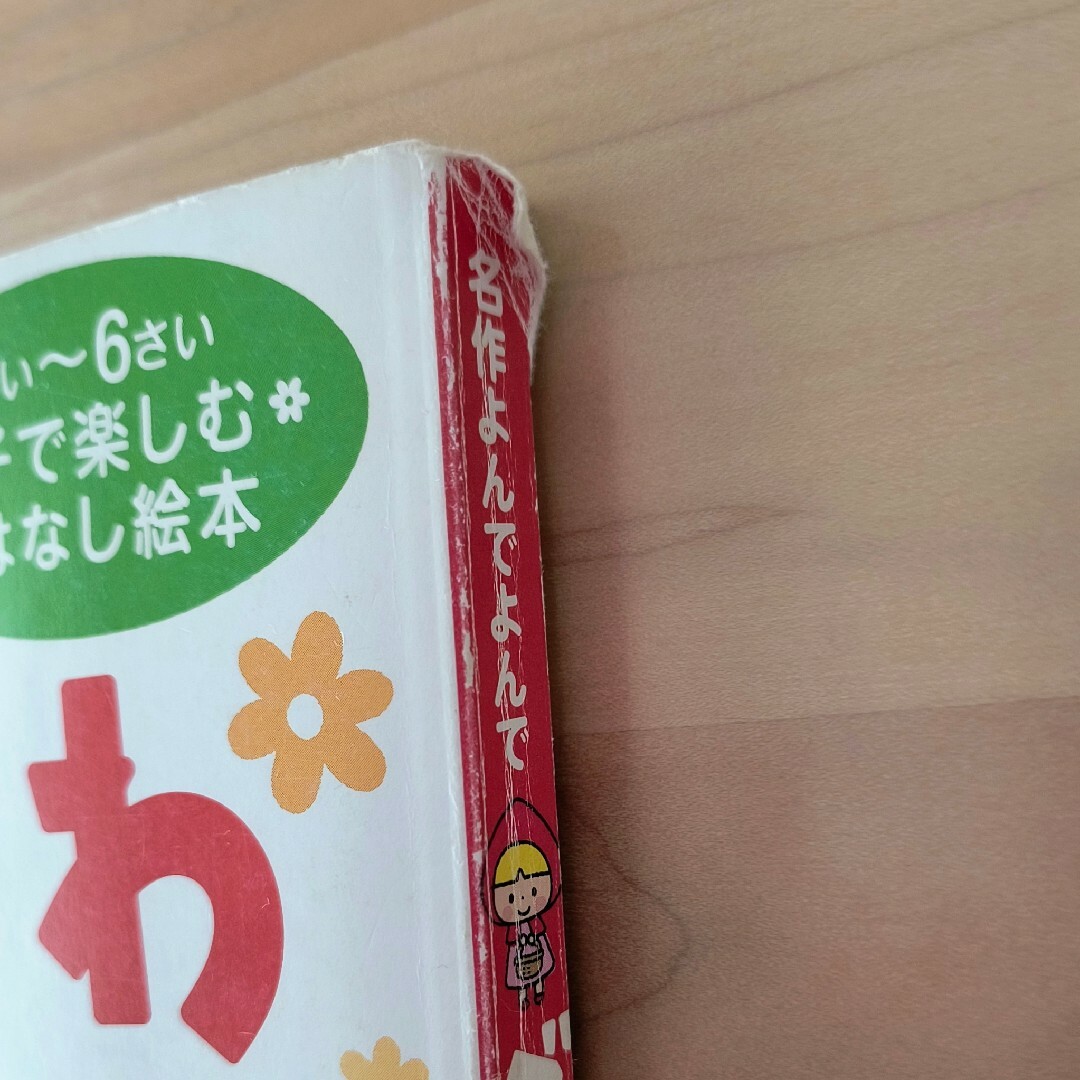 い～6さい
で楽しむ
はなし絵本
わ
名作よんでよんで